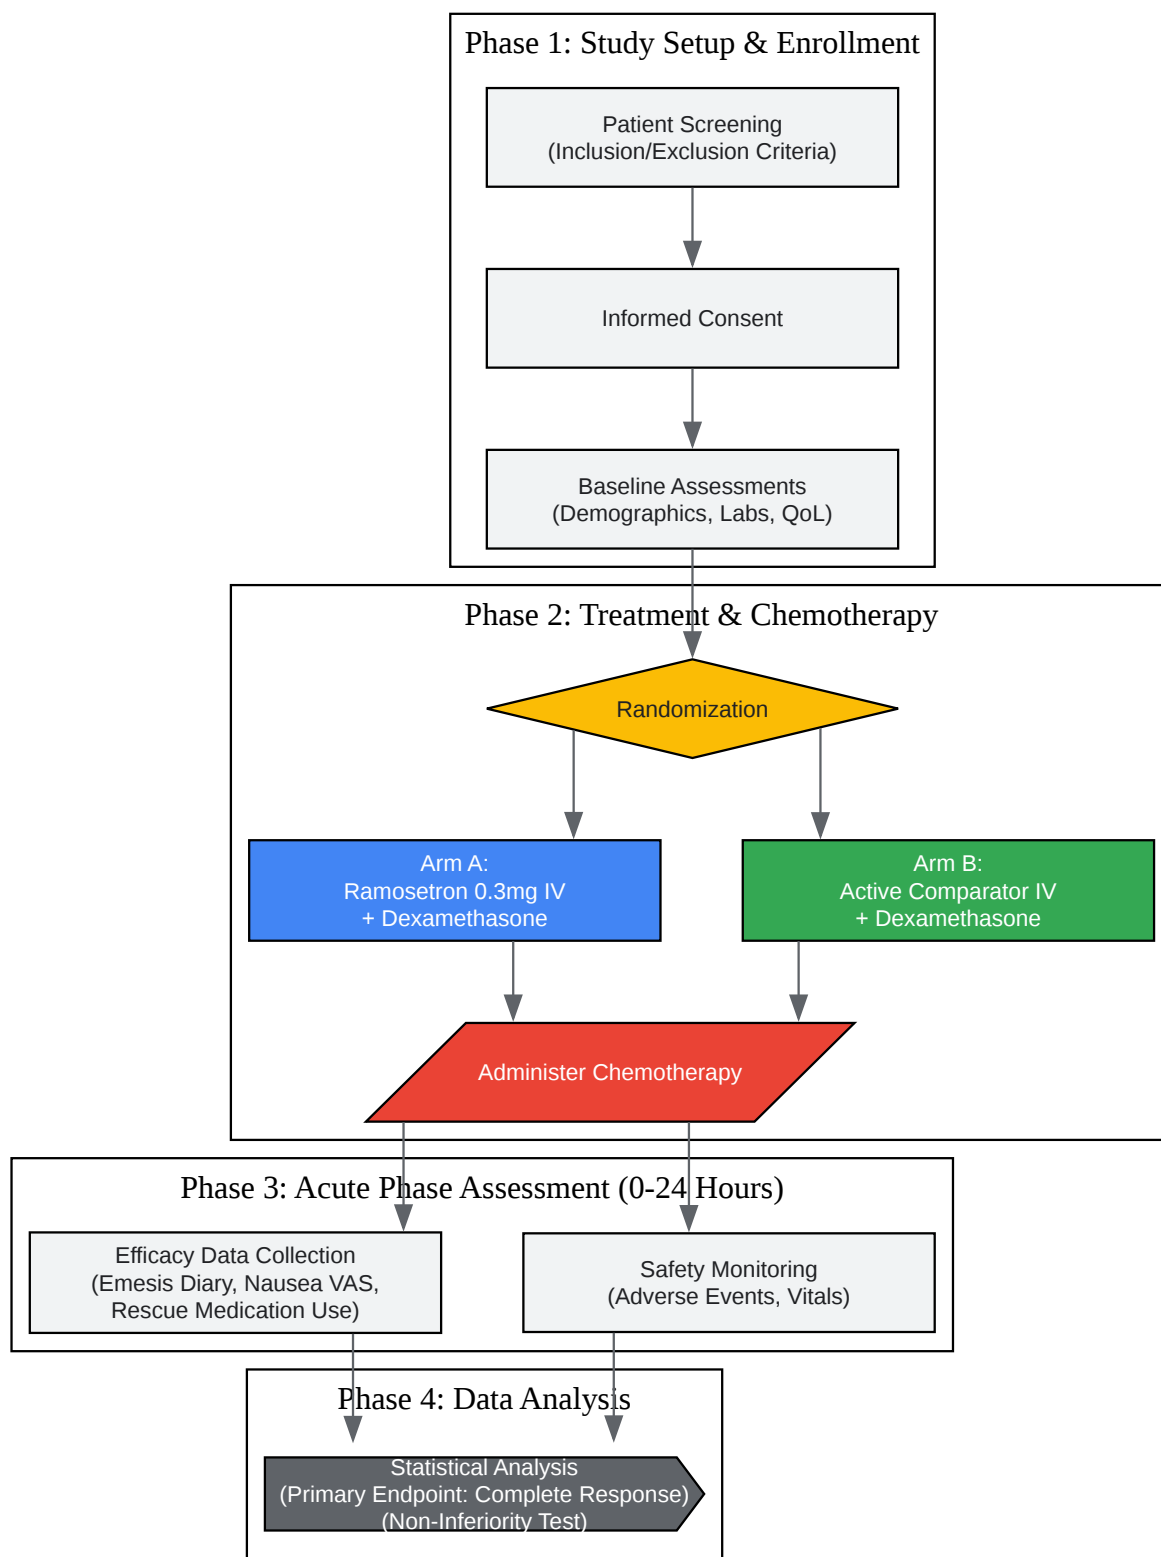 Phase 1: Study Setup & Enrollment
Patient Screening
(Inclusion/Exclusion Criteria)
Informed Consent
Baseline Assessments
(Demographics, Labs, QoL)
Phase 2: Treatment & Chemotherapy
Randomization
Arm A:
Ramosetron 0.3mg IV
+ Dexamethasone
Arm B:
Active Comparator IV
+ Dexamethasone
Administer Chemotherapy
Phase 3: Acute Phase Assessment (0-24 Hours)
Efficacy Data Collection
(Emesis Diary, Nausea VAS,
Rescue Medication Use)
Safety Monitoring
(Adverse Events, Vitals)
Phase 4: Data Analysis
Statistical Analysis
(Primary Endpoint: Complete Response)
(Non-Inferiority Test)